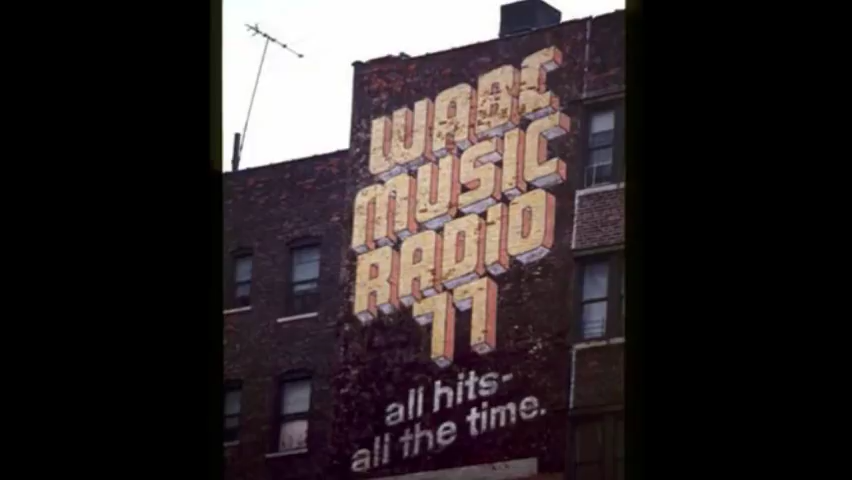 WABC
MUSIC
RADIO
77
all hits-
all the time.